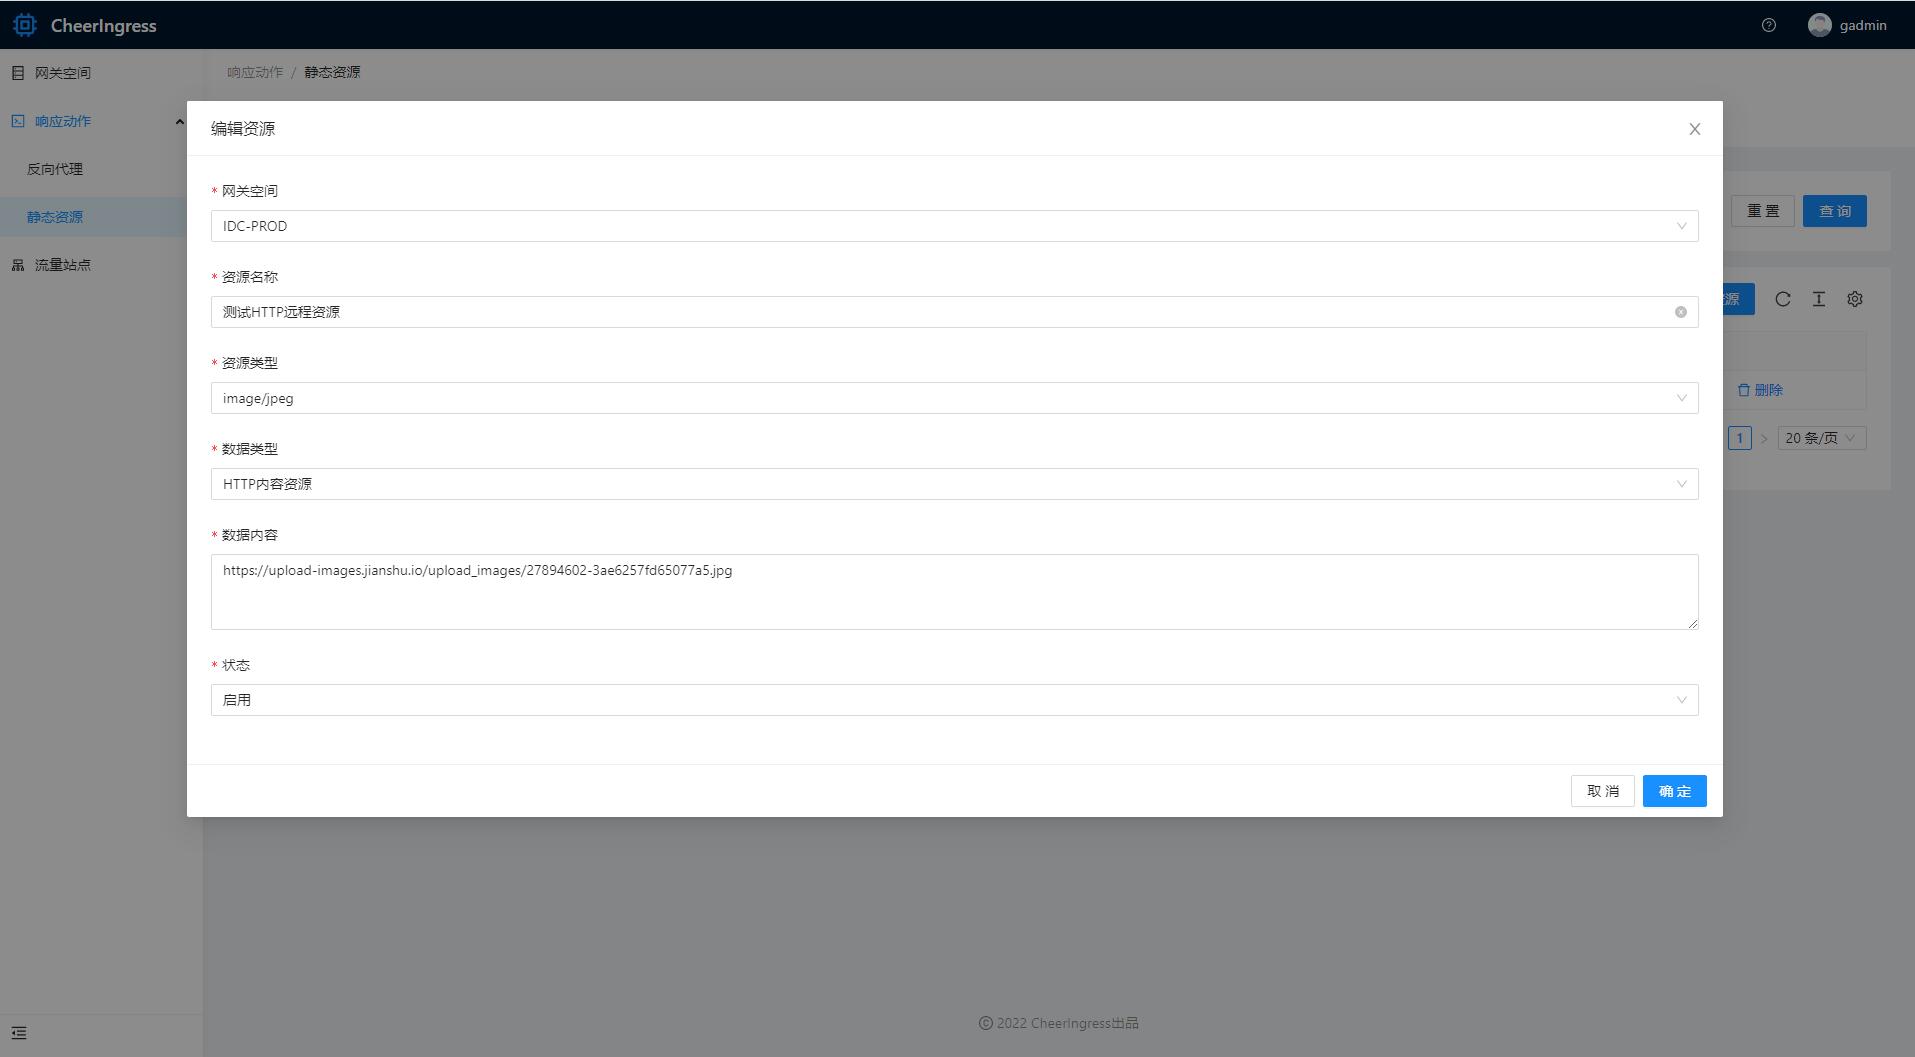 CheerIngress
gadmin
网关空间
响应动作
反向代理
静态资源
流量站点
响应动作 / 静态资源
编辑资源
* 网关空间
IDC-PROD
* 资源名称
测试HTTP远程资源
* 资源类型
image/jpeg
* 数据类型
HTTP内容资源
* 数据内容
https://upload-images.jianshu.io/upload_images/27894602-3ae6257fd65077a5.jpg
* 状态
启用
取 消
确 定
重 置
查 询
源
删除
1
20 条/页
© 2022 CheerIngress出品